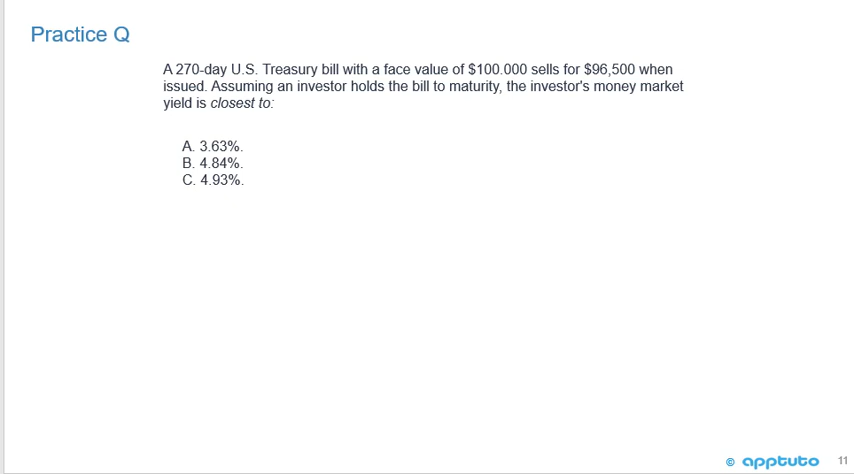 Practice Q
A 270-day U.S. Treasury bill with a face value of $100.000 sells for $96,500 when
issued. Assuming an investor holds the bill to maturity, the investor's money market
yield is closest to:
A. 3.63%.
B. 4.84%.
C. 4.93%.
© apptuto 11